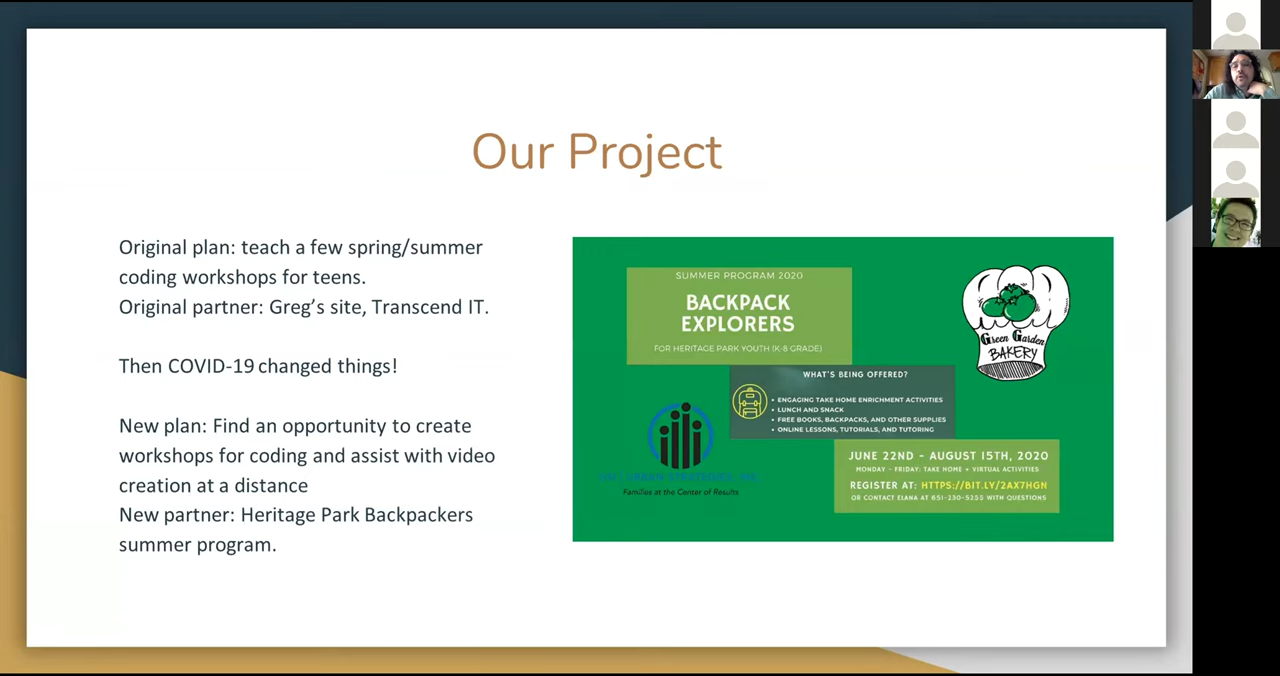 Our Project
Original plan: teach a few spring/summer
coding workshops for teens.
Original partner: Greg's site, Transcend IT.
Then COVID-19 changed things!
New plan: Find an opportunity to create
workshops for coding and assist with video
creation at a distance
New partner: Heritage Park Backpackers
summer program.
SUMMER PROGRAM 2020
BACKPACK
EXPLORERS
FOR HERITAGE PARK YOUTH (K-8 GRADE)
Green Garden
BAKERY
WHAT'S BEING OFFERED?
• ENGAGING TAKE HOME ENRICHMENT ACTIVITIES
• LUNCH AND SNACK
• FREE BOOKS, BACKPACKS, AND OTHER SUPPLIES
• ONLINE LESSONS, TUTORIALS, AND TUTORING
URBAN STRATEGIES, INC
Families at the Center of Results
JUNE 22ND - AUGUST 15TH, 2020
MONDAY - FRIDAY: TAKE HOME + VIRTUAL ACTIVITIES
REGISTER AT: HTTPS://BIT.LY/2AX7HGN
OR CONTACT ELANA AT 651-230-5255 WITH QUESTIONS